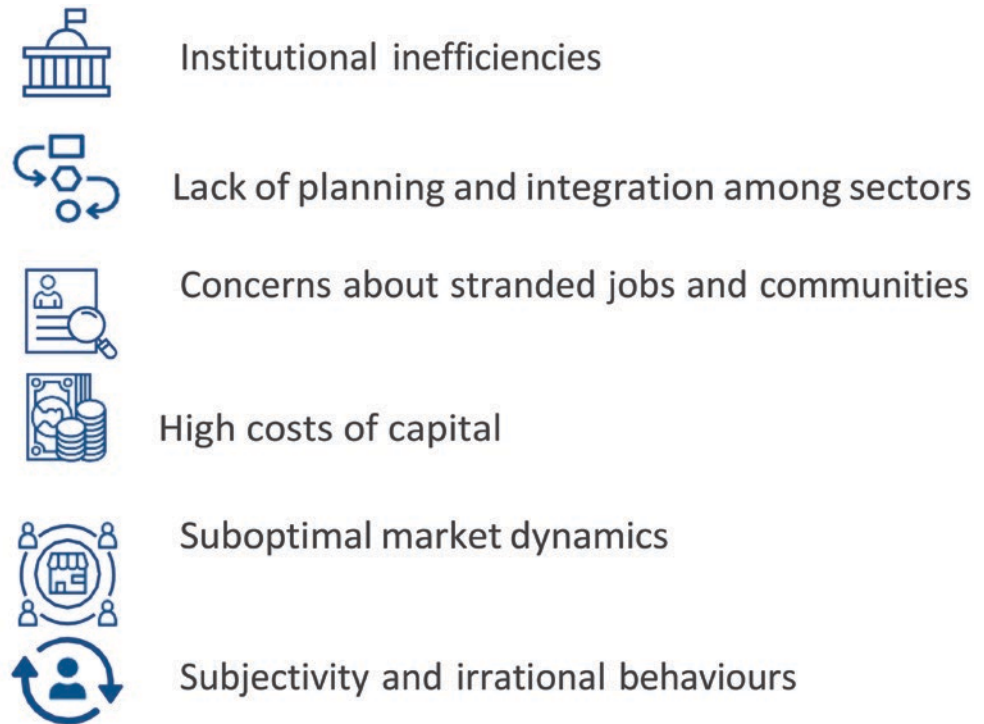 Institutional inefficiencies
Lack of planning and integration among sectors
Concerns about stranded jobs and communities
High costs of capital
Suboptimal market dynamics
Subjectivity and irrational behaviours